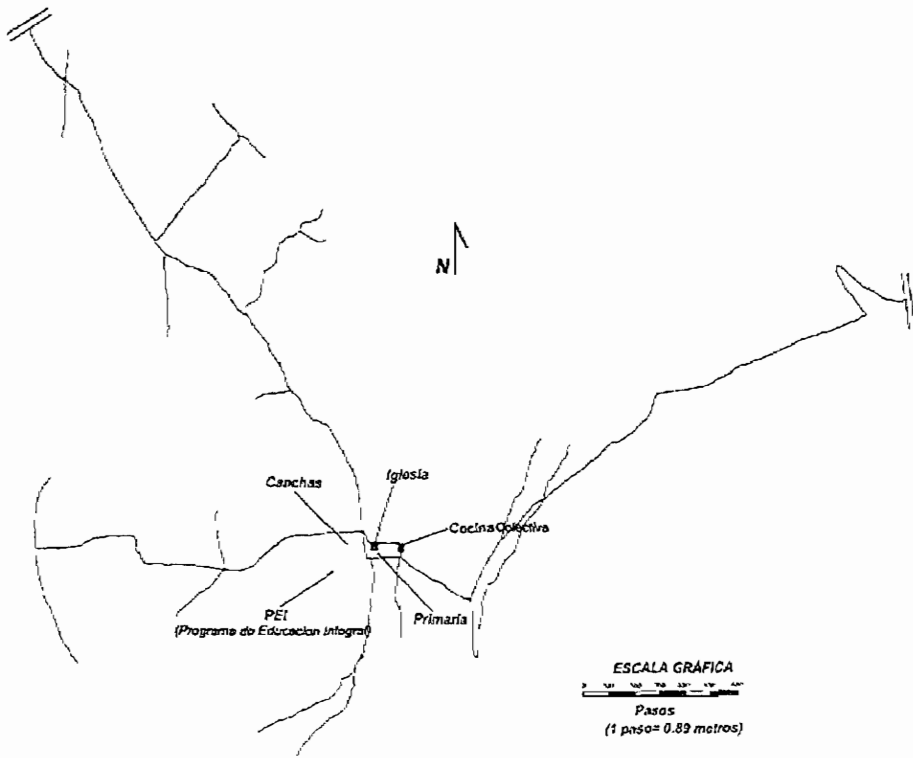 N
Iglesia
Canchas
Cocina Colectiva
PEI
(Programa de Educacion Integral)
Primaria
ESCALA GRÁFICA
Pasos
(1 paso= 0.89 metros)